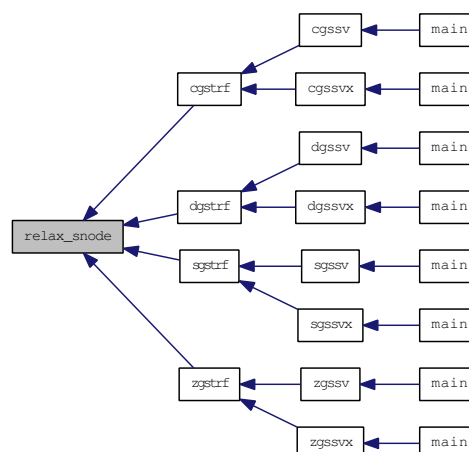 cgssv
main
cgstrf
cgssvx
main
dgssv
main
dgstrf
dgssvx
main
relax_snode
sgstrf
sgssv
main
sgssvx
main
zgstrf
zgssv
main
zgssvx
main